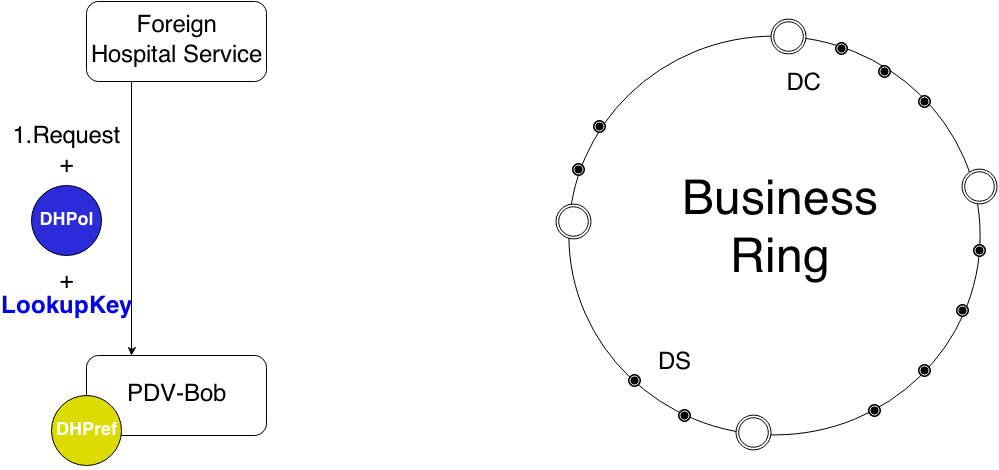 Foreign
Hospital Service
1.Request
+
DHPol
+
LookupKey
PDV-Bob
DHPref
DC
Business
Ring
DS